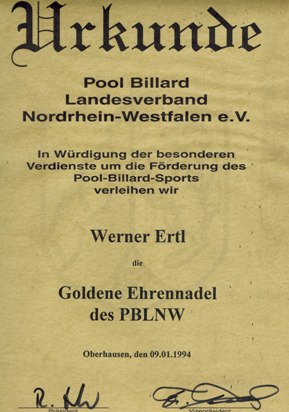 Urkunde
Pool Billard
Landesverband
Nordrhein-Westfalen e.V.
In Würdigung der besonderen
Verdienste um die Förderung des
Pool-Billard-Sports
verleihen wir
Werner Ertl
die
Goldene Ehrennadel
des PBLNW
Oberhausen, den 09.01.1994